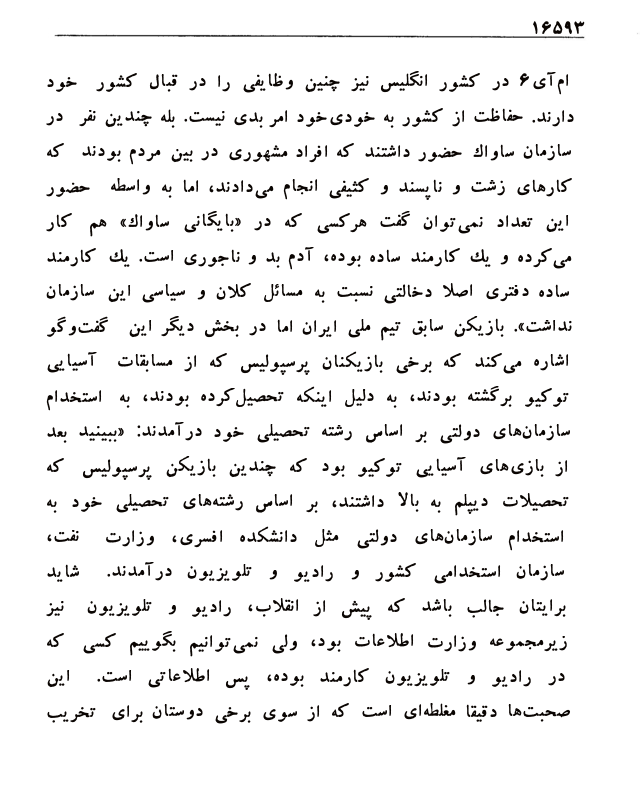 ۱۶۵۹۳
ام‌آی۶ در کشور انگلیس نیز چنین وظایفی را در قبال کشور خود
دارند. حفاظت از کشور به خودی‌خود امر بدی نیست. بله چندین نفر در
سازمان ساواك حضور داشتند که افراد مشهوری در بین مردم بودند که
کارهای زشت و ناپسند و کثیفی انجام می‌دادند، اما به واسطه حضور
این تعداد نمی‌توان گفت هرکسی که در «بایگانی ساواك» هم کار
می‌کرده و یك کارمند ساده بوده، آدم بد و ناجوری است. یك کارمند
ساده دفتری اصلا دخالتی نسبت به مسائل کلان و سیاسی این سازمان
نداشت». بازیکن سابق تیم ملی ایران اما در بخش دیگر این گفت‌وگو
اشاره می‌کند که برخی بازیکنان پرسپولیس که از مسابقات آسیایی
توکیو برگشته بودند، به دلیل اینکه تحصیل‌کرده بودند، به استخدام
سازمان‌های دولتی بر اساس رشته تحصیلی خود درآمدند: «ببینید بعد
از بازی‌های آسیایی توکیو بود که چندین بازیکن پرسپولیس که
تحصیلات دیپلم به بالا داشتند، بر اساس رشته‌های تحصیلی خود به
استخدام سازمان‌های دولتی مثل دانشکده افسری، وزارت نفت،
سازمان استخدامی کشور و رادیو و تلویزیون درآمدند. شاید
برایتان جالب باشد که پیش از انقلاب، رادیو و تلویزیون نیز
زیرمجموعه وزارت اطلاعات بود، ولی نمی‌توانیم بگوییم کسی که
در رادیو و تلویزیون کارمند بوده، پس اطلاعاتی است. این
صحبت‌ها دقیقا مغلطه‌ای است که از سوی برخی دوستان برای تخریب